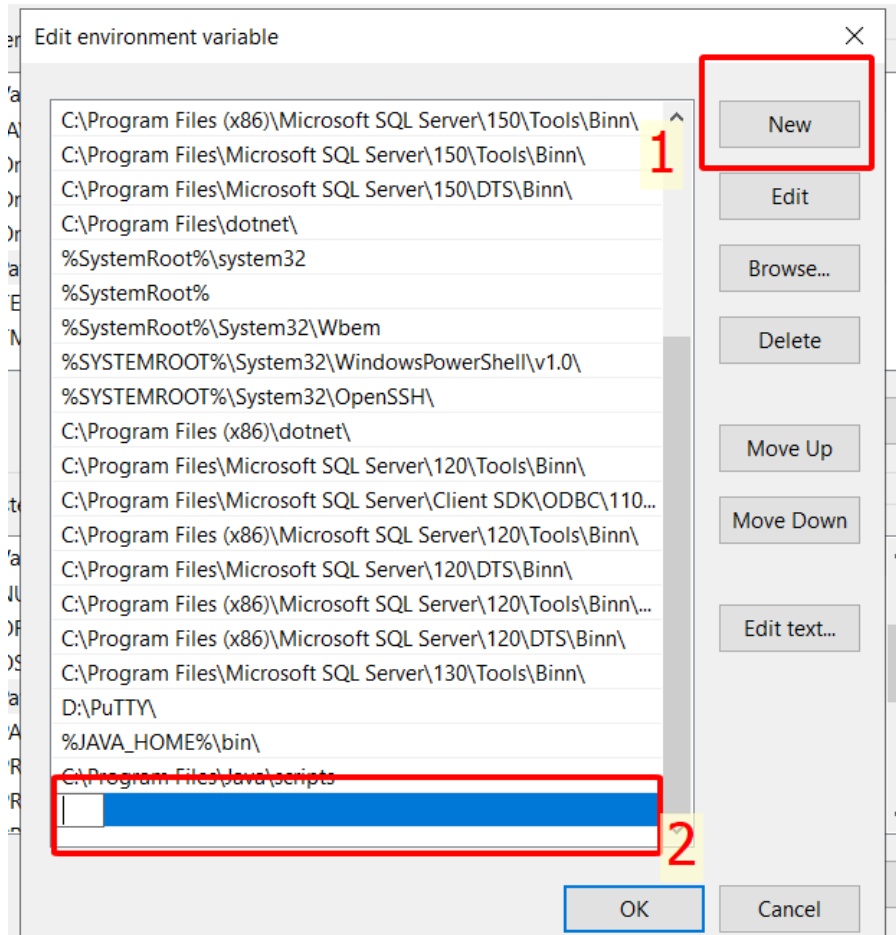 Edit environment variable
C:\Program Files (x86)\Microsoft SQL Server\150\Tools\Binn\
1
New
C:\Program Files\Microsoft SQL Server\150\Tools\Binn\
C:\Program Files\Microsoft SQL Server\150\DTS\Binn\
Edit
C:\Program Files\dotnet\
%SystemRoot%\system32
Browse...
%SystemRoot%
%SystemRoot%\System32\Wbem
Delete
%SYSTEMROOT%\System32\WindowsPowerShell\v1.0\
%SYSTEMROOT%\System32\OpenSSH\
C:\Program Files (x86)\dotnet\
Move Up
C:\Program Files\Microsoft SQL Server\120\Tools\Binn\
C:\Program Files\Microsoft SQL Server\Client SDK\ODBC\110...
Move Down
C:\Program Files (x86)\Microsoft SQL Server\120\Tools\Binn\
C:\Program Files\Microsoft SQL Server\120\DTS\Binn\
C:\Program Files (x86)\Microsoft SQL Server\120\Tools\Binn\...
Edit text...
C:\Program Files (x86)\Microsoft SQL Server\120\DTS\Binn\
C:\Program Files\Microsoft SQL Server\130\Tools\Binn\
D:\PuTTY\
%JAVA_HOME%\bin\
C:\Program Files\Java\scripts
2
OK
Cancel